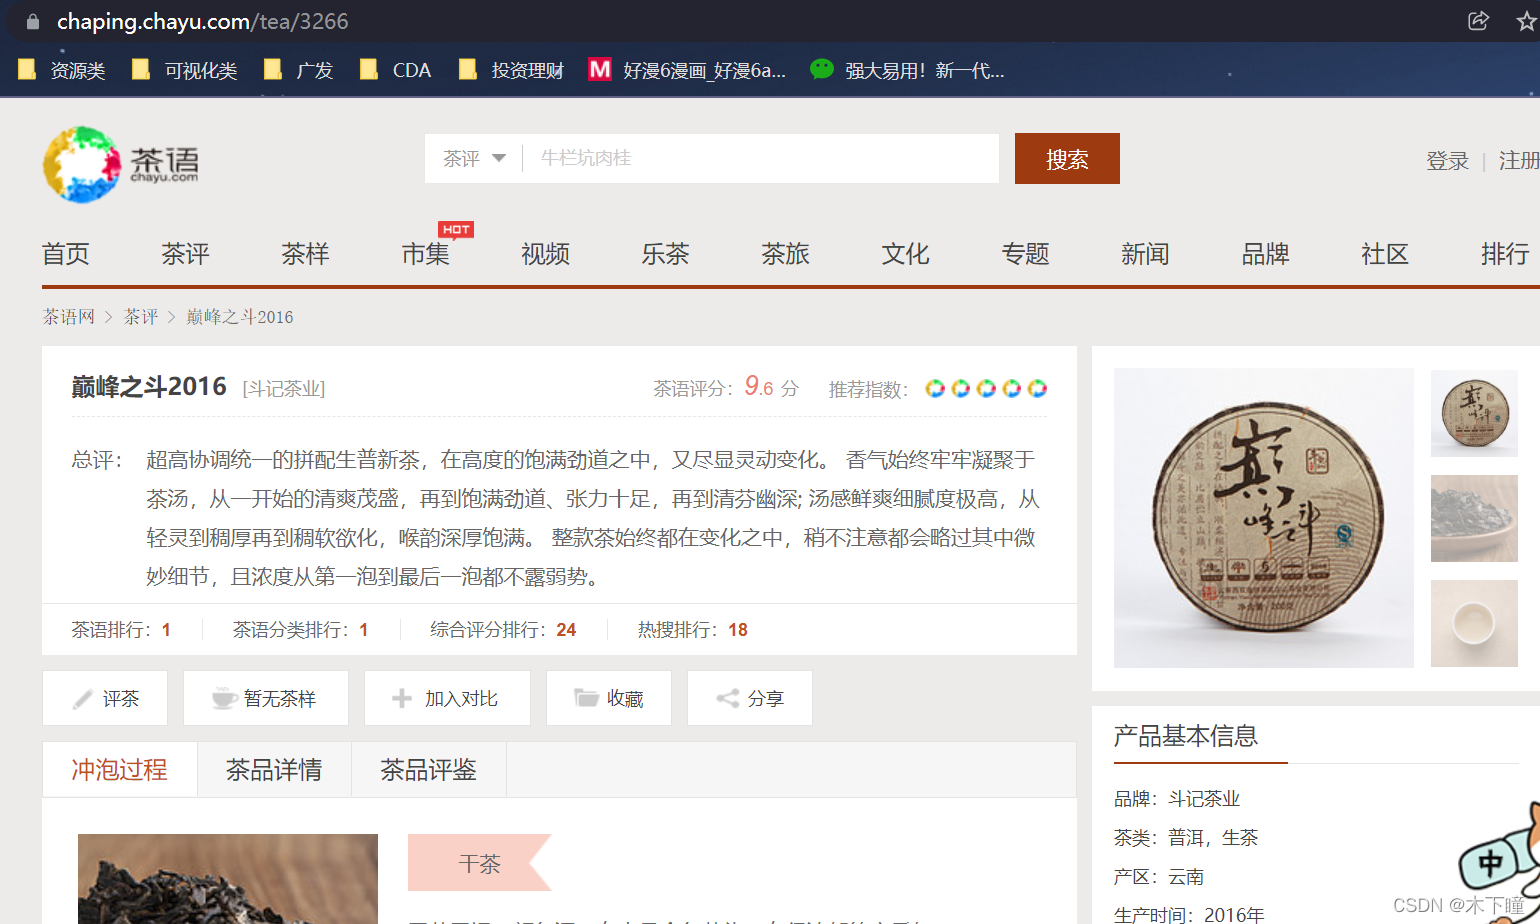 chaping.chayu.com/tea/3266
资源类 可视化类 广发 CDA 投资理财 M 好漫6漫画_好漫6a... 强大易用！新一代...
茶语
chayu.com
茶评 牛栏坑肉桂 搜索 登录 | 注册
HOT
首页 茶评 茶样 市集 视频 乐茶 茶旅 文化 专题 新闻 品牌 社区 排行
茶语网 > 茶评 > 巅峰之斗2016
巅峰之斗2016 [斗记茶业] 茶语评分： 9.6 分 推荐指数：
总评： 超高协调统一的拼配生普新茶，在高度的饱满劲道之中，又尽显灵动变化。 香气始终牢牢凝聚于
茶汤，从一开始的清爽茂盛，再到饱满劲道、张力十足，再到清芬幽深; 汤感鲜爽细腻度极高，从
轻灵到稠厚再到稠软欲化，喉韵深厚饱满。 整款茶始终都在变化之中，稍不注意都会略过其中微
妙细节，且浓度从第一泡到最后一泡都不露弱势。
茶语排行：1 茶语分类排行：1 综合评分排行：24 热搜排行：18
评茶 暂无茶样 加入对比 收藏 分享
冲泡过程 茶品详情 茶品评鉴
干茶
巅
峰之斗
产品基本信息
品牌：斗记茶业
茶类：普洱，生茶
产区：云南
生产时间：2016年
中
CSDN @木下瞳